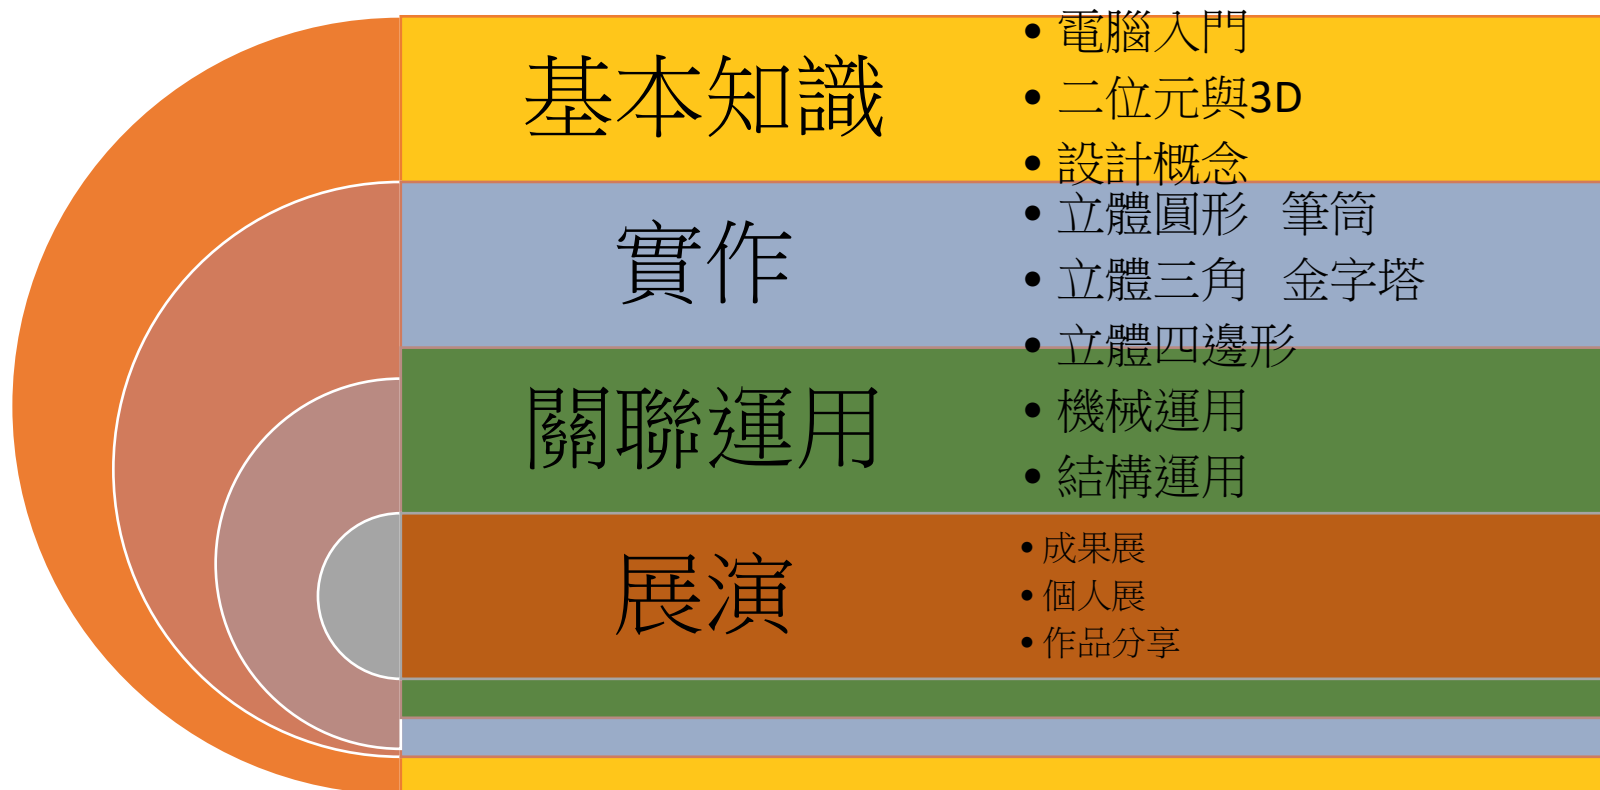 基本知識
• 電腦入門
• 二位元與3D
• 設計概念
實作
• 立體圓形 筆筒
• 立體三角 金字塔
• 立體四邊形
關聯運用
• 機械運用
• 結構運用
展演
• 成果展
• 個人展
• 作品分享